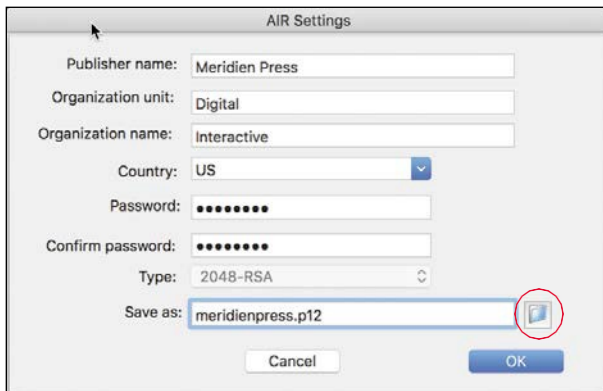 AIR Settings
Publisher name: Meridien Press
Organization unit: Digital
Organization name: Interactive
Country: US
Password: ••••••••
Confirm password: ••••••••
Type: 2048-RSA
Save as: meridienpress.p12
Cancel OK